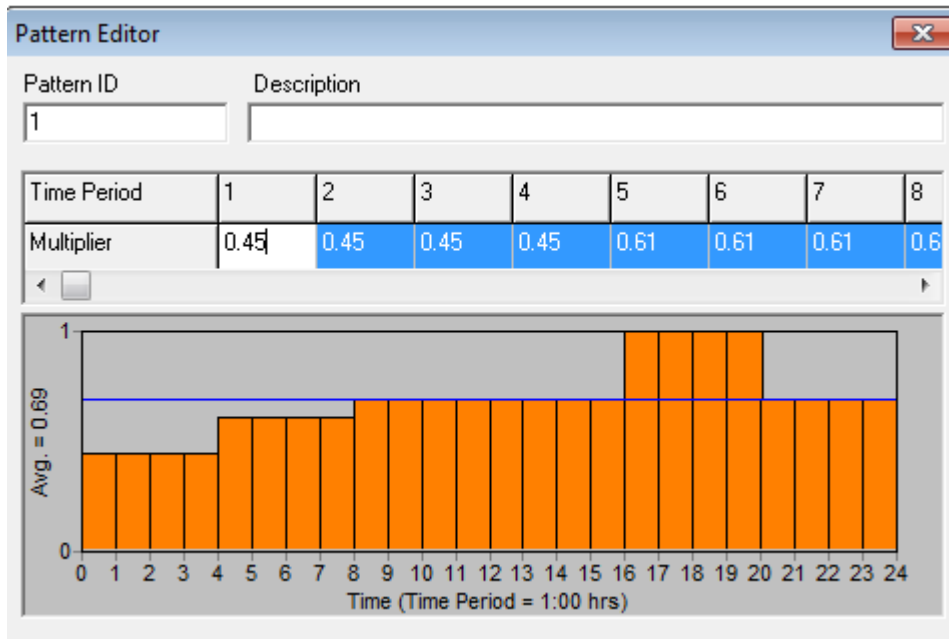 Pattern Editor
Pattern ID Description
1
Time Period 1 2 3 4 5 6 7 8
Multiplier 0.45 0.45 0.45 0.45 0.61 0.61 0.61 0.6
1
Avg. = 0.69
0
0 1 2 3 4 5 6 7 8 9 10 11 12 13 14 15 16 17 18 19 20 21 22 23 24
Time (Time Period = 1:00 hrs)